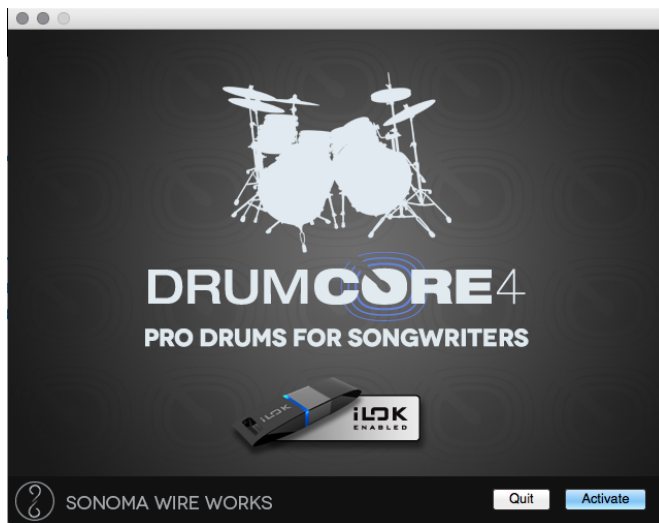 DRUMCORE4
PRO DRUMS FOR SONGWRITERS
iLOK
iLOK
ENABLED
SONOMA WIRE WORKS
Quit
Activate